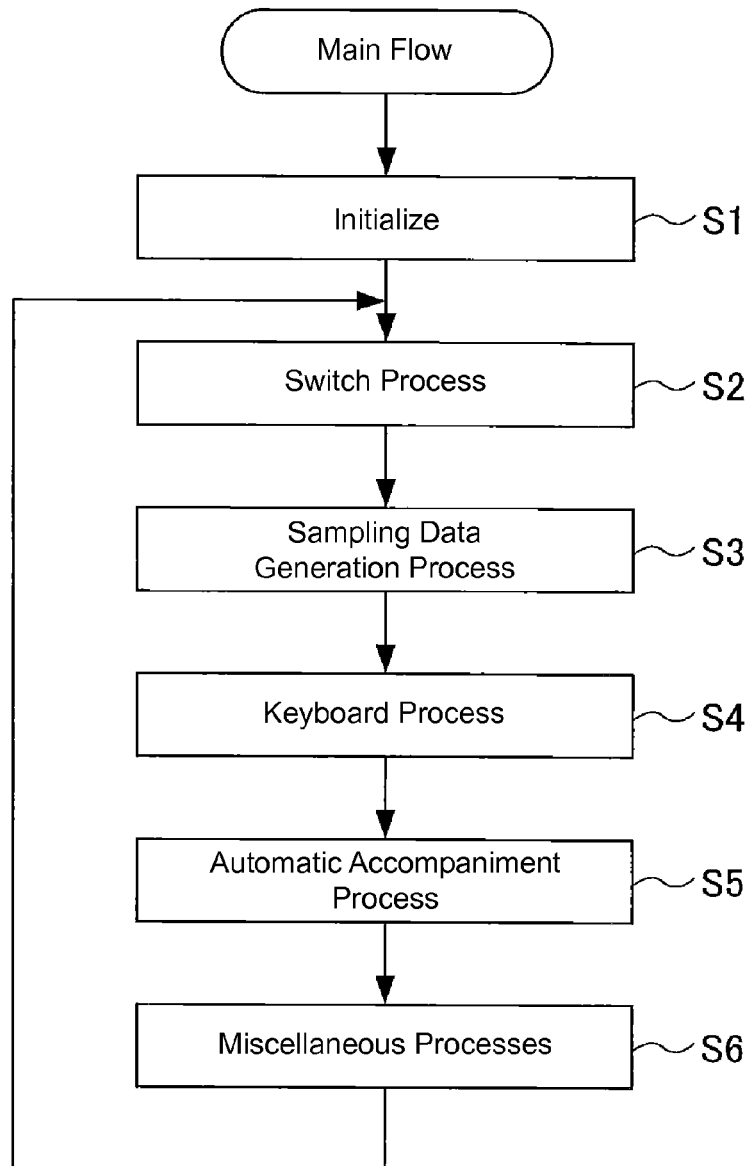 Main Flow
Initialize
S1
Switch Process
S2
Sampling Data
Generation Process
S3
Keyboard Process
S4
Automatic Accompaniment
Process
S5
Miscellaneous Processes
S6